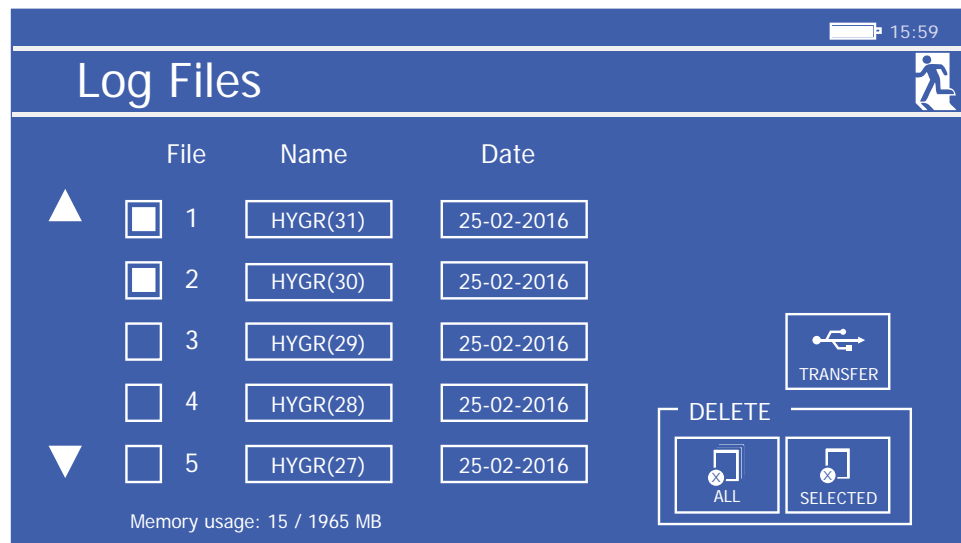 15:59
Log Files
File Name Date
1 HYGR(31) 25-02-2016
2 HYGR(30) 25-02-2016
3 HYGR(29) 25-02-2016
4 HYGR(28) 25-02-2016
5 HYGR(27) 25-02-2016
Memory usage: 15 / 1965 MB
TRANSFER
DELETE
X ALL
X SELECTED